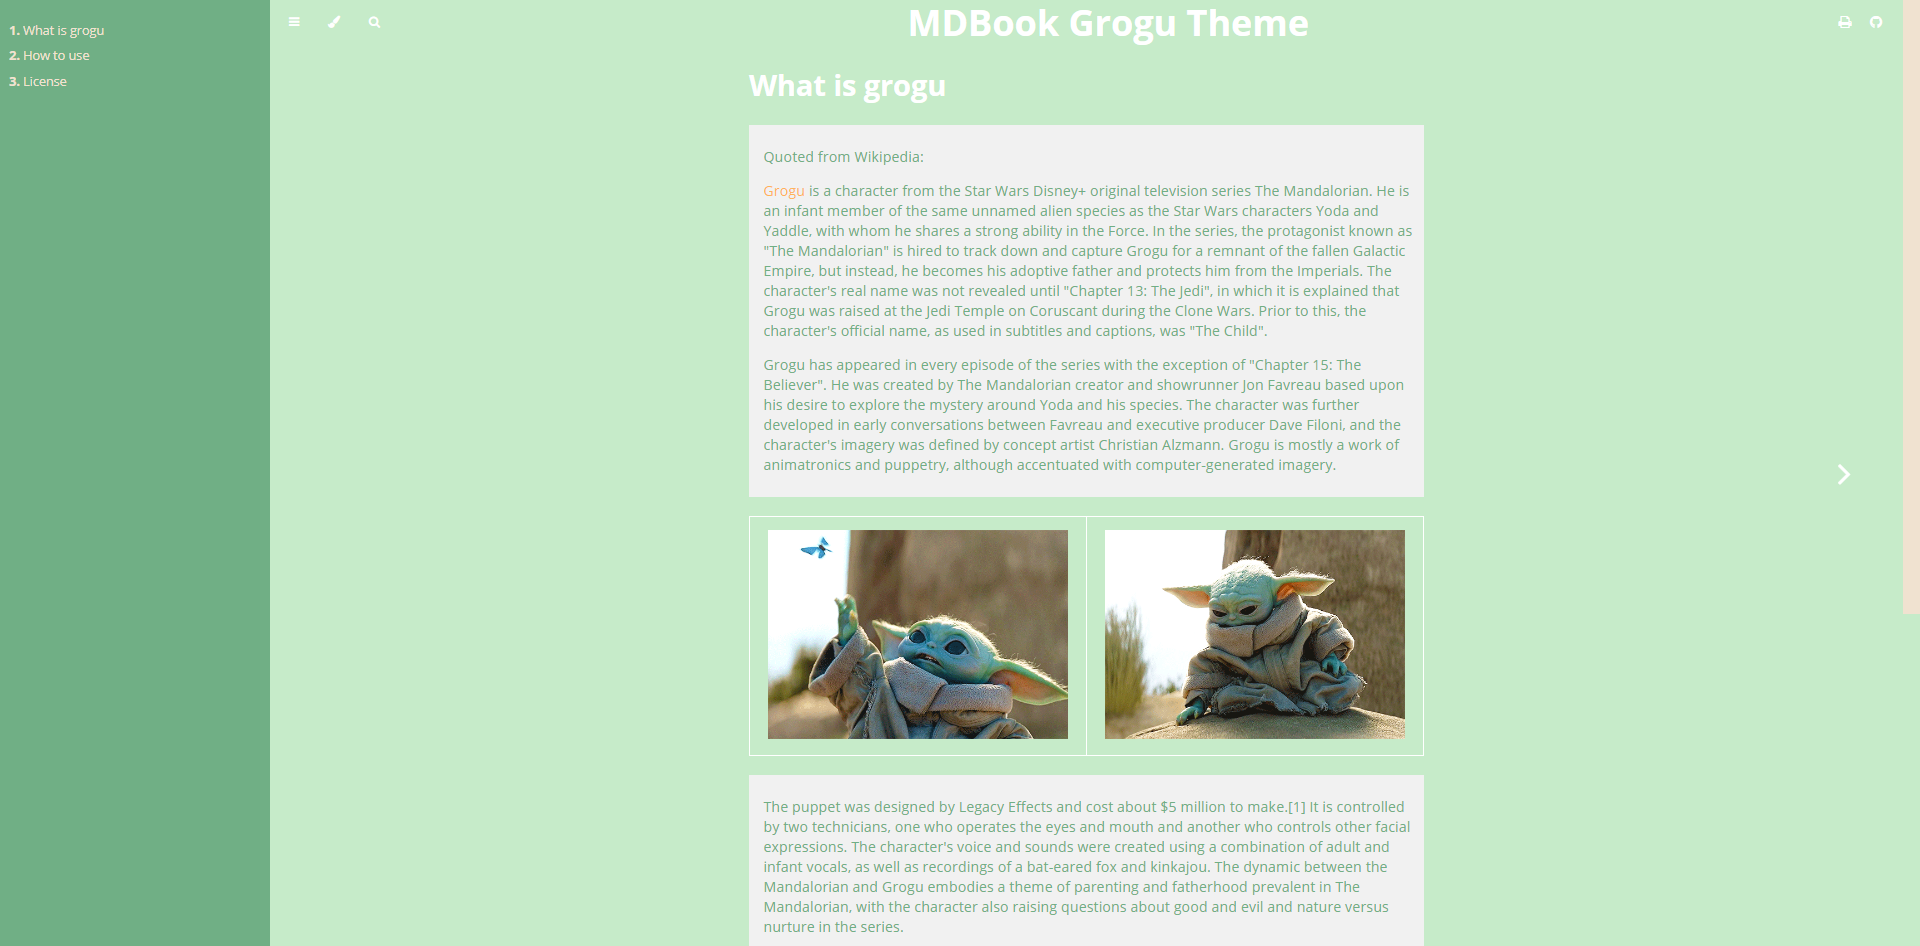 1. What is grogu
2. How to use
3. License
MDBook Grogu Theme
What is grogu
Quoted from Wikipedia:
Grogu is a character from the Star Wars Disney+ original television series The Mandalorian. He is
an infant member of the same unnamed alien species as the Star Wars characters Yoda and
Yaddle, with whom he shares a strong ability in the Force. In the series, the protagonist known as
"The Mandalorian" is hired to track down and capture Grogu for a remnant of the fallen Galactic
Empire, but instead, he becomes his adoptive father and protects him from the Imperials. The
character's real name was not revealed until "Chapter 13: The Jedi", in which it is explained that
Grogu was raised at the Jedi Temple on Coruscant during the Clone Wars. Prior to this, the
character's official name, as used in subtitles and captions, was "The Child".
Grogu has appeared in every episode of the series with the exception of "Chapter 15: The
Believer". He was created by The Mandalorian creator and showrunner Jon Favreau based upon
his desire to explore the mystery around Yoda and his species. The character was further
developed in early conversations between Favreau and executive producer Dave Filoni, and the
character's imagery was defined by concept artist Christian Alzmann. Grogu is mostly a work of
animatronics and puppetry, although accentuated with computer-generated imagery.
The puppet was designed by Legacy Effects and cost about $5 million to make.[1] It is controlled
by two technicians, one who operates the eyes and mouth and another who controls other facial
expressions. The character's voice and sounds were created using a combination of adult and
infant vocals, as well as recordings of a bat-eared fox and kinkajou. The dynamic between the
Mandalorian and Grogu embodies a theme of parenting and fatherhood prevalent in The
Mandalorian, with the character also raising questions about good and evil and nature versus
nurture in the series.